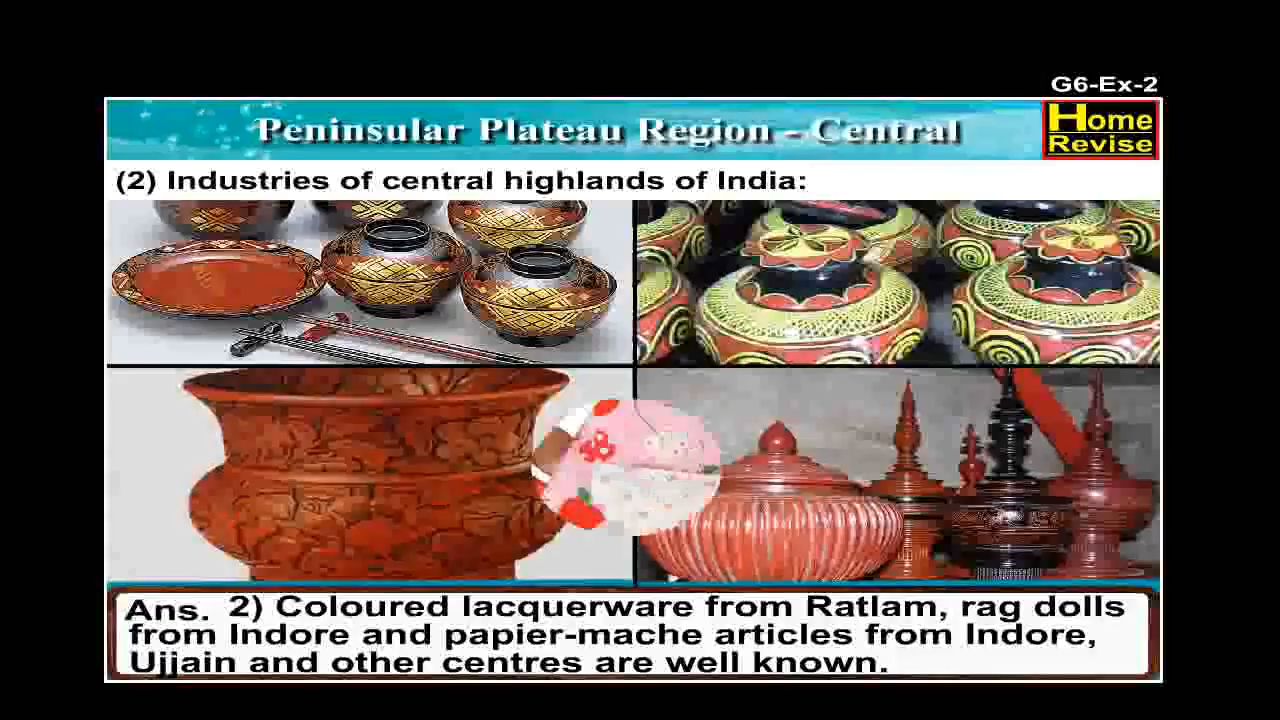 G6-Ex-2
Peninsular Plateau Region - Central
Home
Revise
(2) Industries of central highlands of India:
Ans. 2) Coloured lacquerware from Ratlam, rag dolls
from Indore and papier-mache articles from Indore,
Ujjain and other centres are well known.